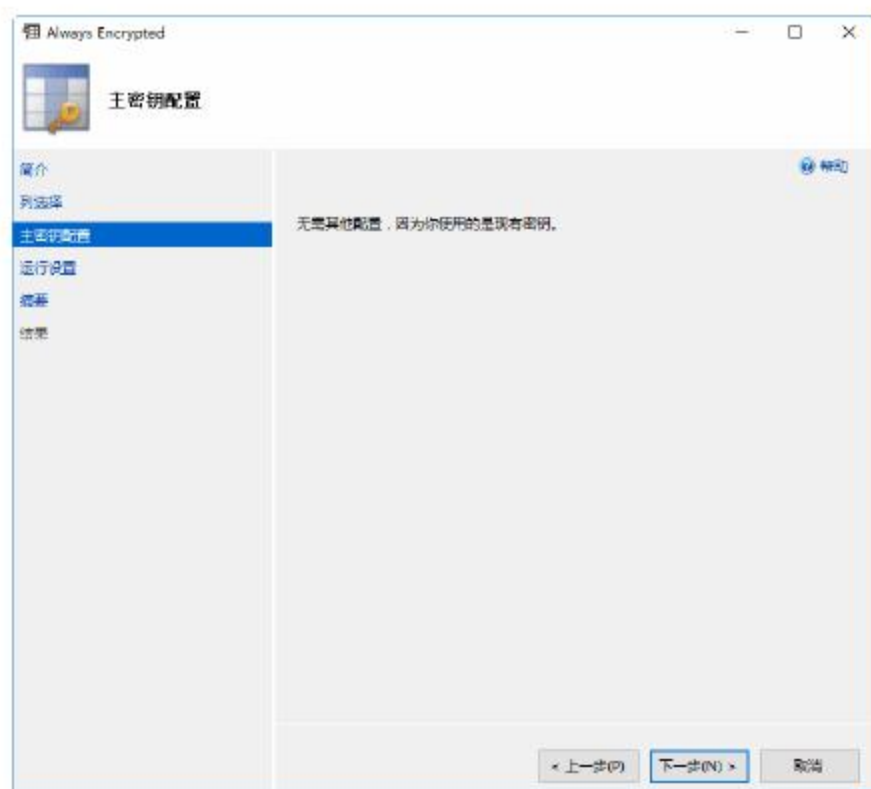 Always Encrypted
主密钥配置
帮助
简介
列选择
主密钥配置
运行设置
摘要
结果
无需其他配置，因为你使用的是现有密钥。
< 上一步(P)
下一步(N) >
取消